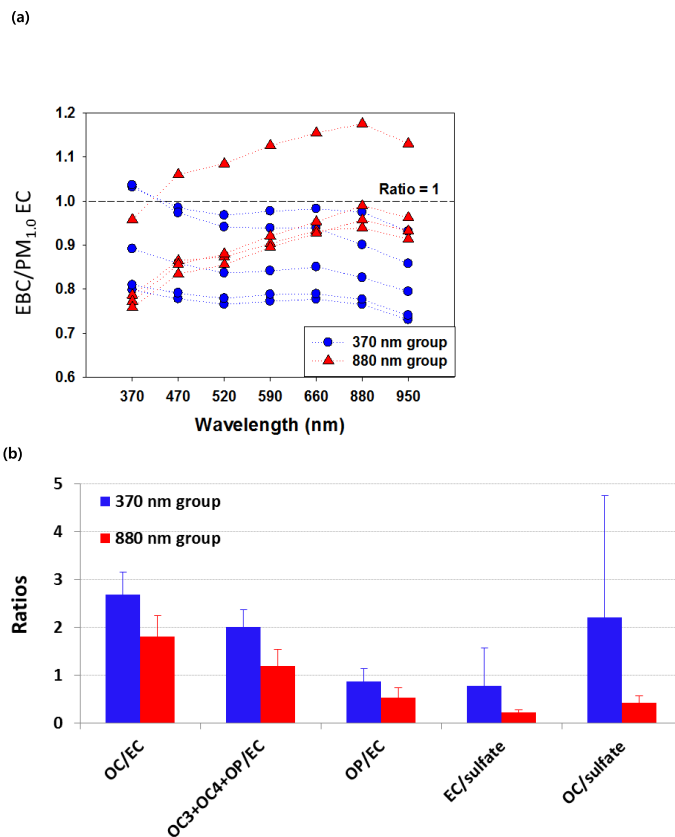 (a)
1.2
1.1
1.0
0.9
0.8
0.7
0.6
EBC/PM1.0 EC
Ratio = 1
370 nm group
880 nm group
370 470 520 590 660 880 950
Wavelength (nm)
(b)
5
4
3
2
1
0
Ratios
370 nm group
880 nm group
OC/EC
OC3+OC4+OP/EC
OP/EC
EC/sulfate
OC/sulfate